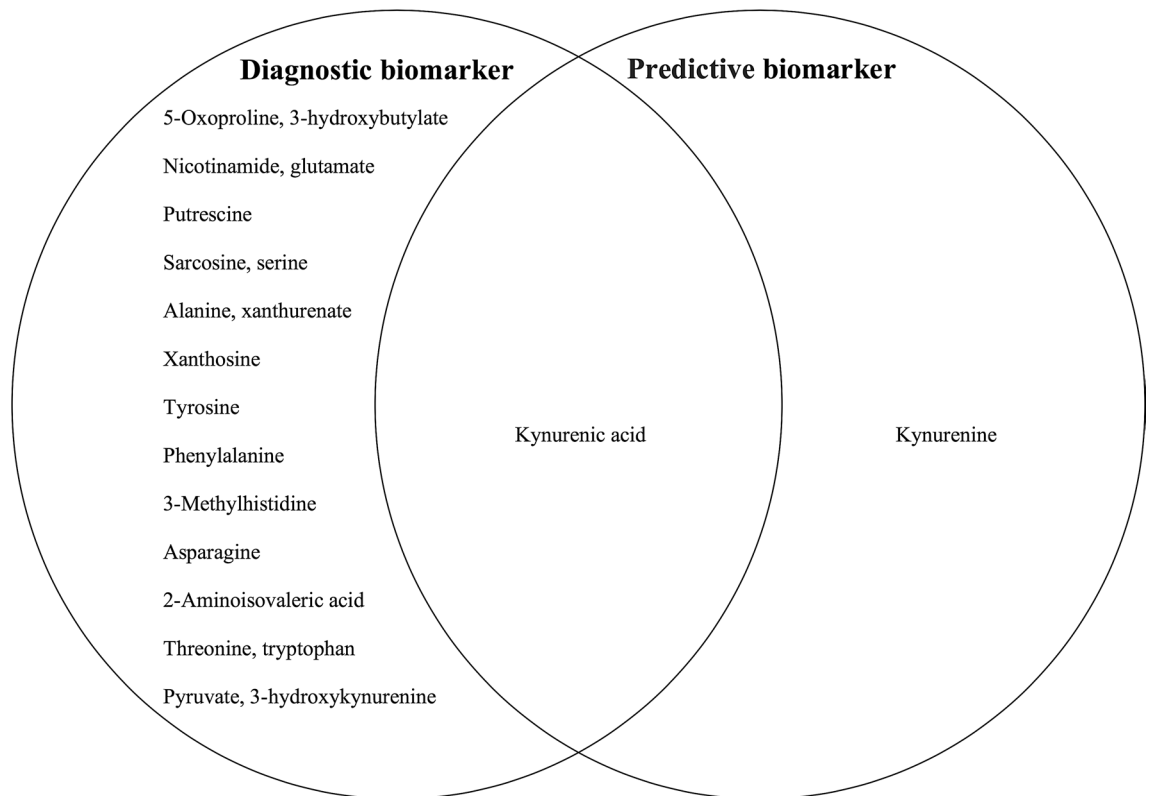 Diagnostic biomarker
Predictive biomarker
5-Oxoproline, 3-hydroxybutylate
Nicotinamide, glutamate
Putrescine
Sarcosine, serine
Alanine, xanthurenate
Xanthosine
Tyrosine
Phenylalanine
3-Methylhistidine
Asparagine
2-Aminoisovaleric acid
Threonine, tryptophan
Pyruvate, 3-hydroxykynurenine
Kynurenic acid
Kynurenine